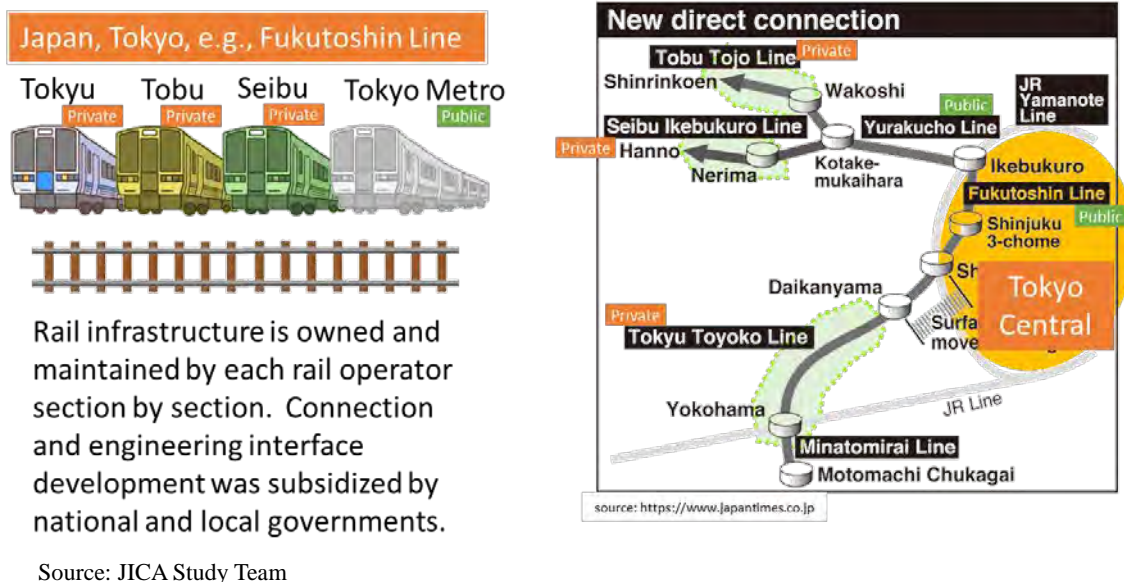 Japan, Tokyo, e.g., Fukutoshin Line
Tokyu
Tobu
Seibu
Tokyo Metro
Private
Private
Private
Public
Rail infrastructure is owned and
maintained by each rail operator
section by section. Connection
and engineering interface
development was subsidized by
national and local governments.
Source: JICA Study Team
New direct connection
Tobu Tojo Line
Private
Shinrinkoen
Wakoshi
Public
JR
Yamanote
Line
Seibu Ikebukuro Line
Yurakucho Line
Private
Hanno
Nerima
Kotake-
mukaihara
Ikebukuro
Fukutoshin Line
Public
Shinjuku
3-chome
Daikanyama
Tokyo
Central
Private
Tokyu Toyoko Line
Yokohama
JR Line
Minatomirai Line
Motomachi Chukagai
source: https://www.japantimes.co.jp